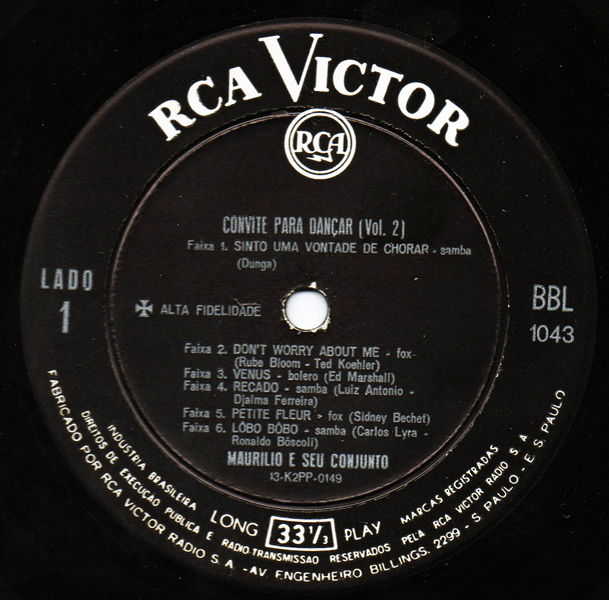 RCA VICTOR
RCA
CONVITE PARA DANÇAR (Vol. 2)
Faixa 1. SINTO UMA VONTADE DE CHORAR - samba
(Dunga)
LADO
1
ALTA FIDELIDADE
BBL
1043
Faixa 2. DON'T WORRY ABOUT ME - fox
(Rube Bloom - Ted Koehler)
Faixa 3. VENUS - bolero (Ed Marshall)
Faixa 4. RECADO - samba (Luiz Antonio -
Djalma Ferreira)
Faixa 5. PETITE FLEUR - fox (Sidney Bechet)
Faixa 6. LÔBO BÔBO - samba (Carlos Lyra -
Ronaldo Bôscoli)
MAURILIO E SEU CONJUNTO
13-K2PP-0149
LONG 33 1/3 PLAY
INDUSTRIA BRASILEIRA MARCAS REGISTRADAS
DIREITOS DE EXECUÇÃO PUBLICA E RADIO-TRANSMISSÃO RESERVADOS PELA RCA VICTOR RADIO S A
FABRICADO POR RCA VICTOR RADIO S. A. - AV. ENGENHEIRO BILLINGS, 2299 - S. PAULO - E. S. PAULO